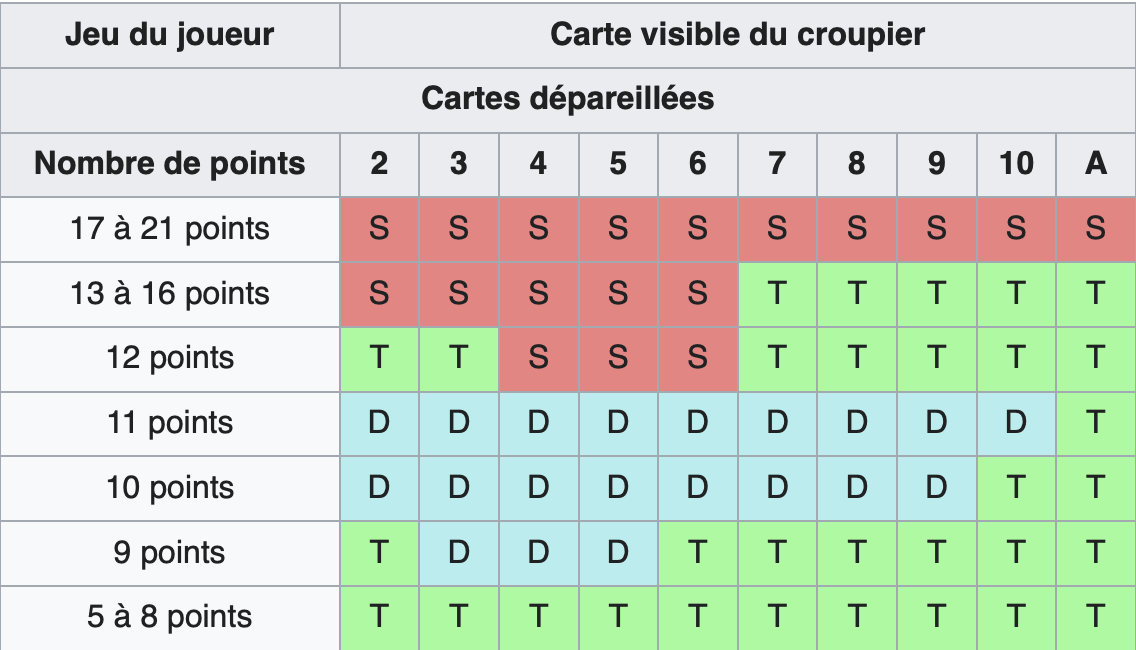 Jeu du joueur Carte visible du croupier
Cartes dépareillées
Nombre de points 2 3 4 5 6 7 8 9 10 A
17 à 21 points S S S S S S S S S S
13 à 16 points S S S S S T T T T T
12 points T T S S S T T T T T
11 points D D D D D D D D D T
10 points D D D D D D D D T T
9 points T D D D T T T T T T
5 à 8 points T T T T T T T T T T